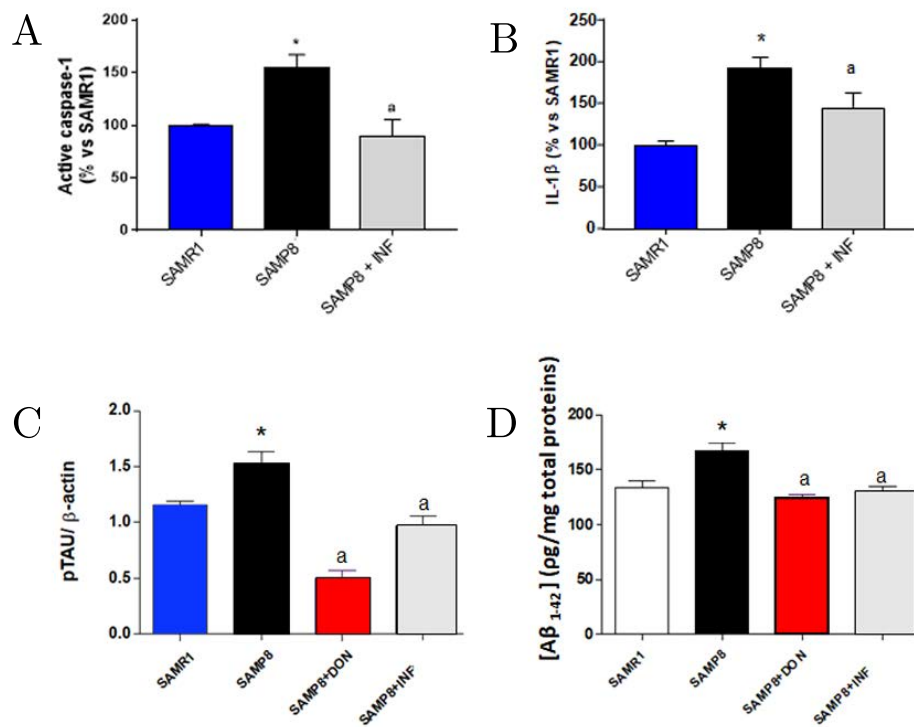 A
Active caspase-1
(% vs SAMR1)
200
150
100
50
0
*
a
SAMR1
SAMP8
SAMP8 + INF
B
IL-1β (% vs SAMR1)
250
200
150
100
50
0
*
a
SAMR1
SAMP8
SAMP8 + INF
C
pTAU/ β-actin
2.0
1.5
1.0
0.5
0.0
*
a
a
SAMR1
SAMP8
SAMP8+DON
SAMP8+INF
D
[Aβ 1-42] (ρg/mg total proteins)
200
150
100
50
0
*
a
a
SAMR1
SAMP8
SAMP8+DON
SAMP8+INF